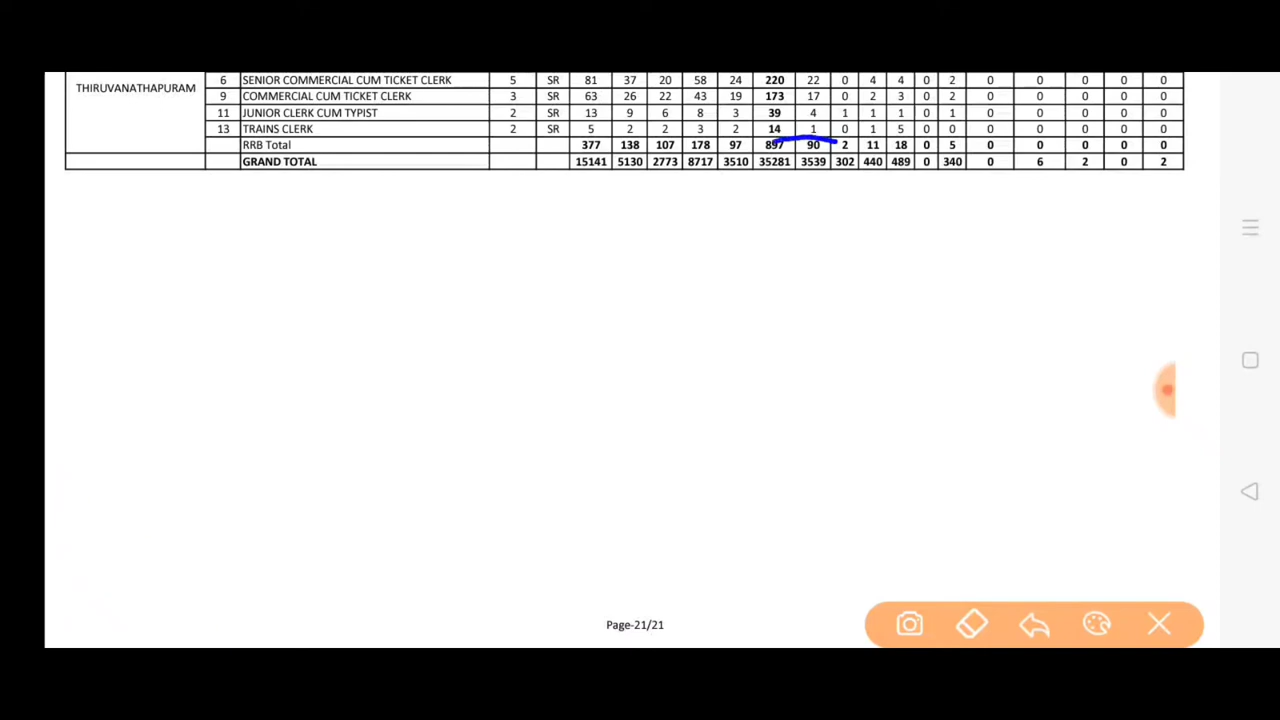 THIRUVANATHAPURAM
6 SENIOR COMMERCIAL CUM TICKET CLERK 5 SR 81 37 20 58 24 220 22 0 4 4 0 2 0 0 0 0 0
9 COMMERCIAL CUM TICKET CLERK 3 SR 63 26 22 43 19 173 17 0 2 3 0 2 0 0 0 0 0
11 JUNIOR CLERK CUM TYPIST 2 SR 13 9 6 8 3 39 4 1 1 1 0 1 0 0 0 0 0
13 TRAINS CLERK 2 SR 5 2 2 3 2 14 1 0 1 5 0 0 0 0 0 0 0
RRB Total 377 138 107 178 97 897 90 2 11 18 0 5 0 0 0 0 0
GRAND TOTAL 15141 5130 2773 8717 3510 35281 3539 302 440 489 0 340 0 6 2 0 2
Page-21/21